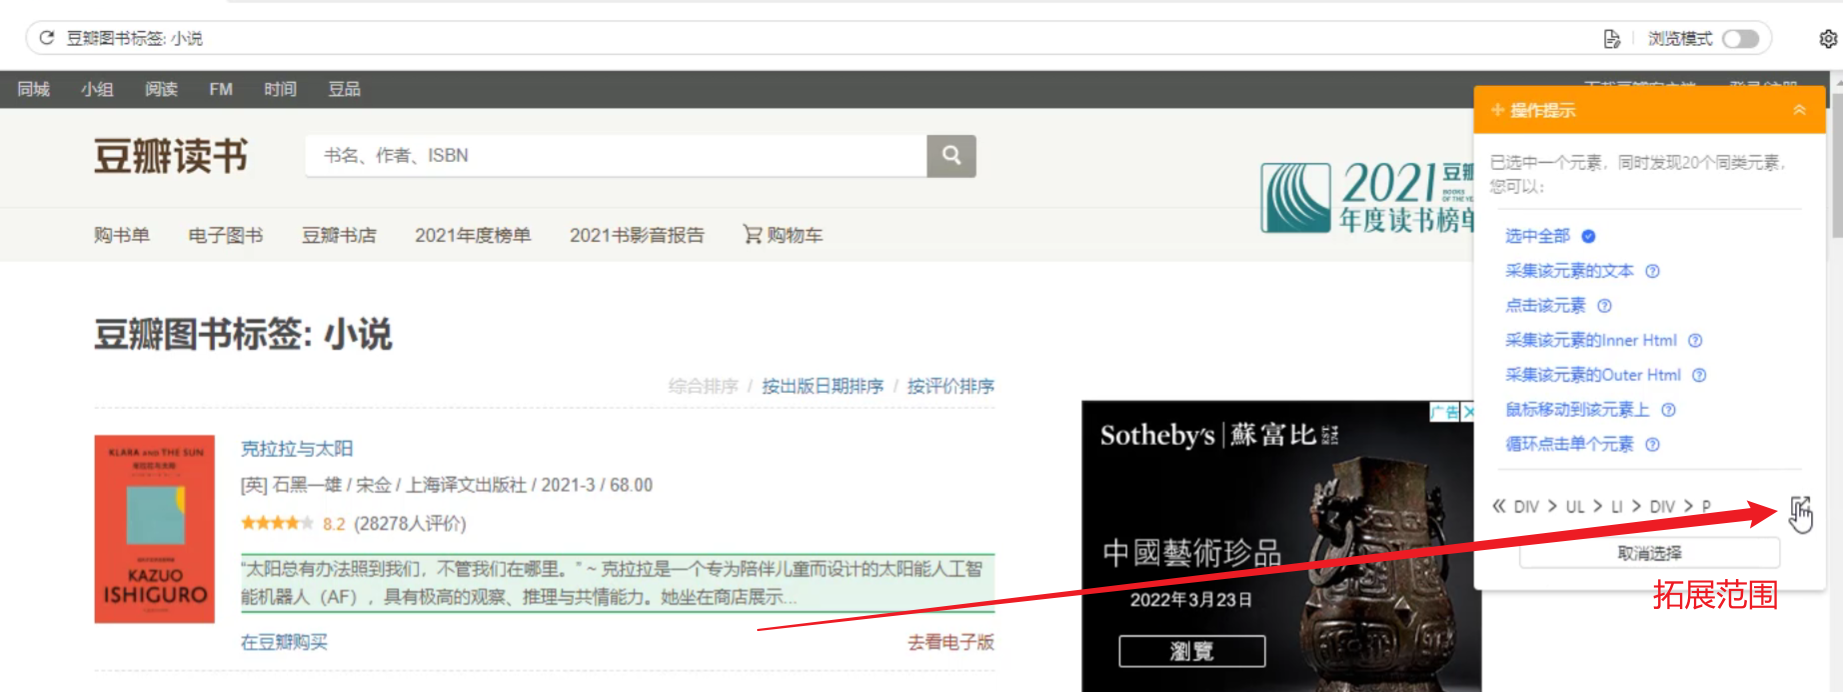 豆瓣图书标签: 小说
浏览模式
同城 小组 阅读 FM 时间 豆品
操作提示
豆瓣读书
书名、作者、ISBN
2021
年度读书榜单
已选中一个元素，同时发现20个同类元素，
您可以：
购书单 电子图书 豆瓣书店 2021年度榜单 2021书影音报告 购物车
选中全部
采集该元素的文本
点击该元素
采集该元素的Inner Html
采集该元素的Outer Html
鼠标移动到该元素上
循环点击单个元素
« DIV > UL > LI > DIV > P
取消选择
拓展范围
豆瓣图书标签: 小说
综合排序 / 按出版日期排序 / 按评价排序
KLARA AND THE SUN
克拉拉与太阳
KAZUO
ISHIGURO
克拉拉与太阳
[英] 石黑一雄 / 宋佥 / 上海译文出版社 / 2021-3 / 68.00
8.2 (28278人评价)
“太阳总有办法照到我们，不管我们在哪里。” ~ 克拉拉是一个专为陪伴儿童而设计的太阳能人工智
能机器人（AF），具有极高的观察、推理与共情能力。她坐在商店展示...
在豆瓣购买 去看电子版
广告
Sotheby's 蘇富比 EST. 1744
中國藝術珍品
2022年3月23日
瀏覽